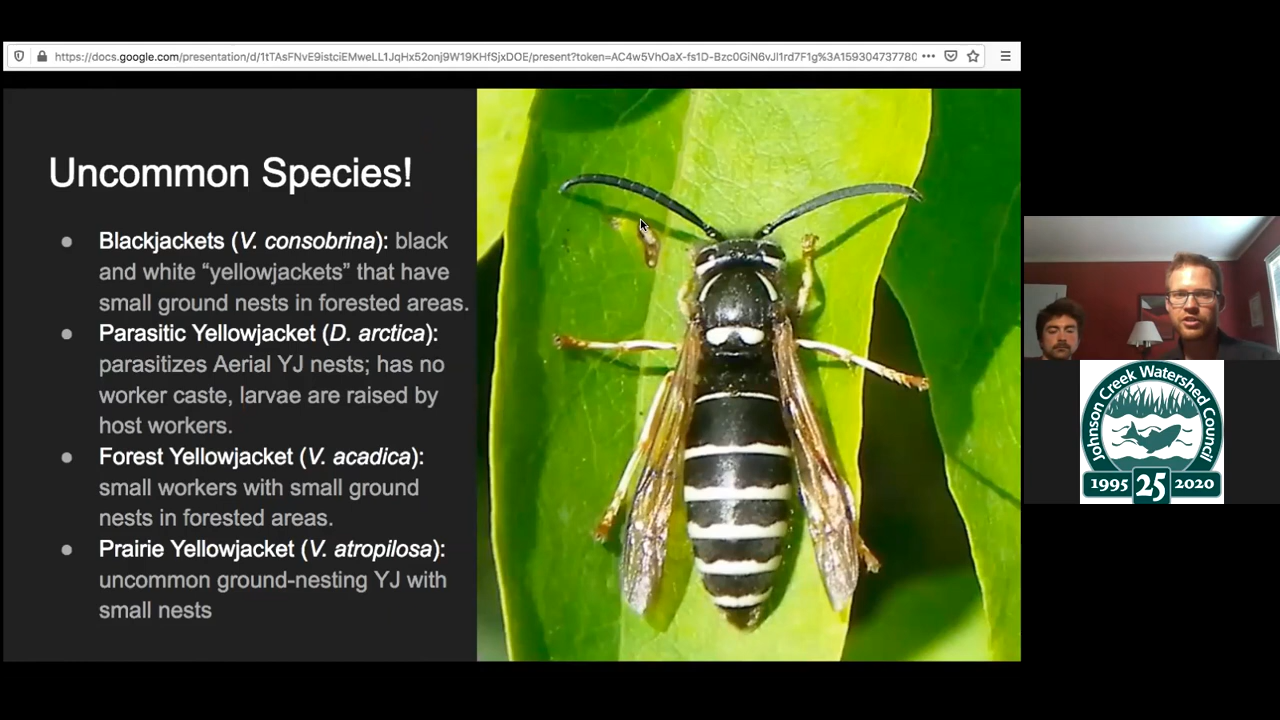 https://docs.google.com/presentation/d/1tTAsFNvE9istciEMweLL1JqHx52onj9W19KHfSjxDOE/present?token=AC4w5VhOaX-fs1D-Bzc0GiN6vJI1rd7F1g%3A1593047377​80
Uncommon Species!
● Blackjackets (V. consobrina): black
and white “yellowjackets” that have
small ground nests in forested areas.
● Parasitic Yellowjacket (D. arctica):
parasitizes Aerial YJ nests; has no
worker caste, larvae are raised by
host workers.
● Forest Yellowjacket (V. acadica):
small workers with small ground
nests in forested areas.
● Prairie Yellowjacket (V. atropilosa):
uncommon ground-nesting YJ with
small nests
Johnson Creek Watershed Council
1995 25 2020